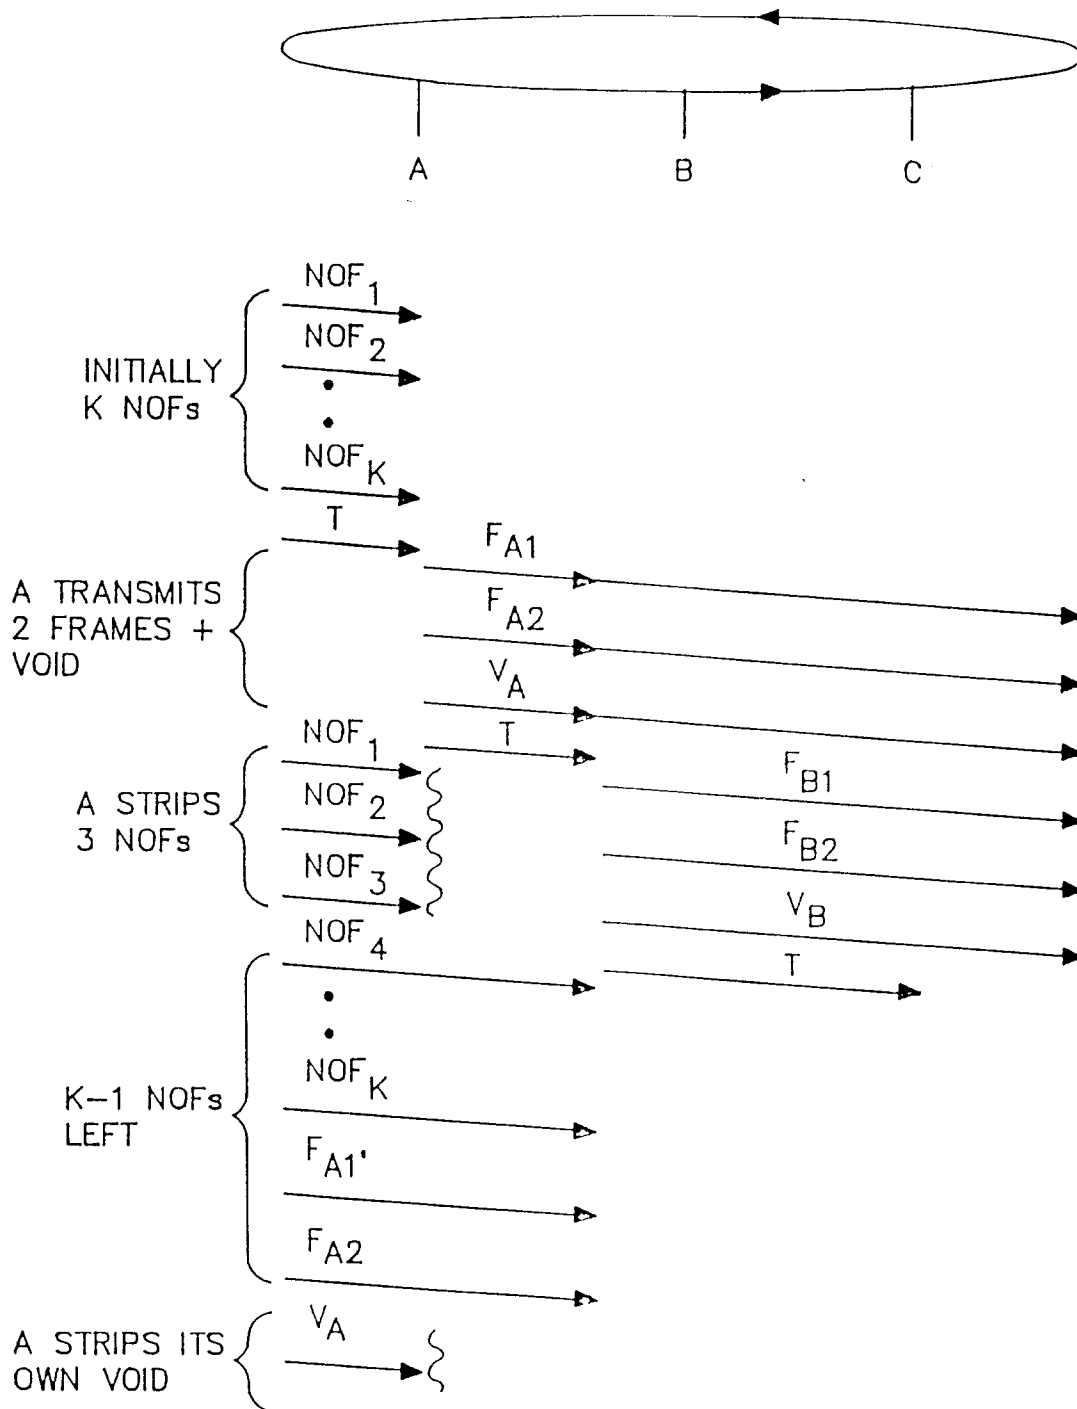 A B C
NOF1
NOF2
INITIALLY
K NOFs
NOFK
T
FA1
A TRANSMITS
2 FRAMES +
VOID
FA2
VA
T
NOF1
A STRIPS
3 NOFs
NOF2
NOF3
FB1
FB2
VB
T
NOF4
K-1 NOFs
LEFT
NOFK
FA1'
FA2
A STRIPS ITS
OWN VOID
VA